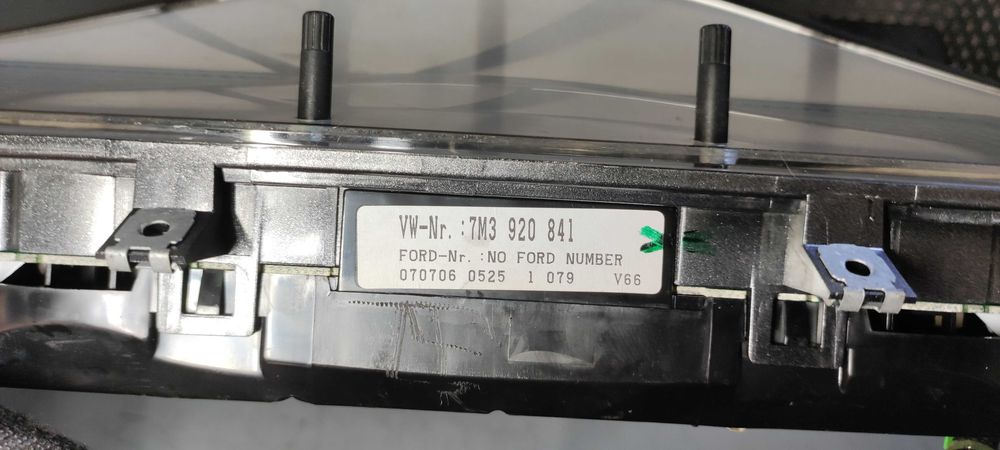 VW-Nr. :7M3 920 841
FORD-Nr. :NO FORD NUMBER
070706 0525 1 079 V66